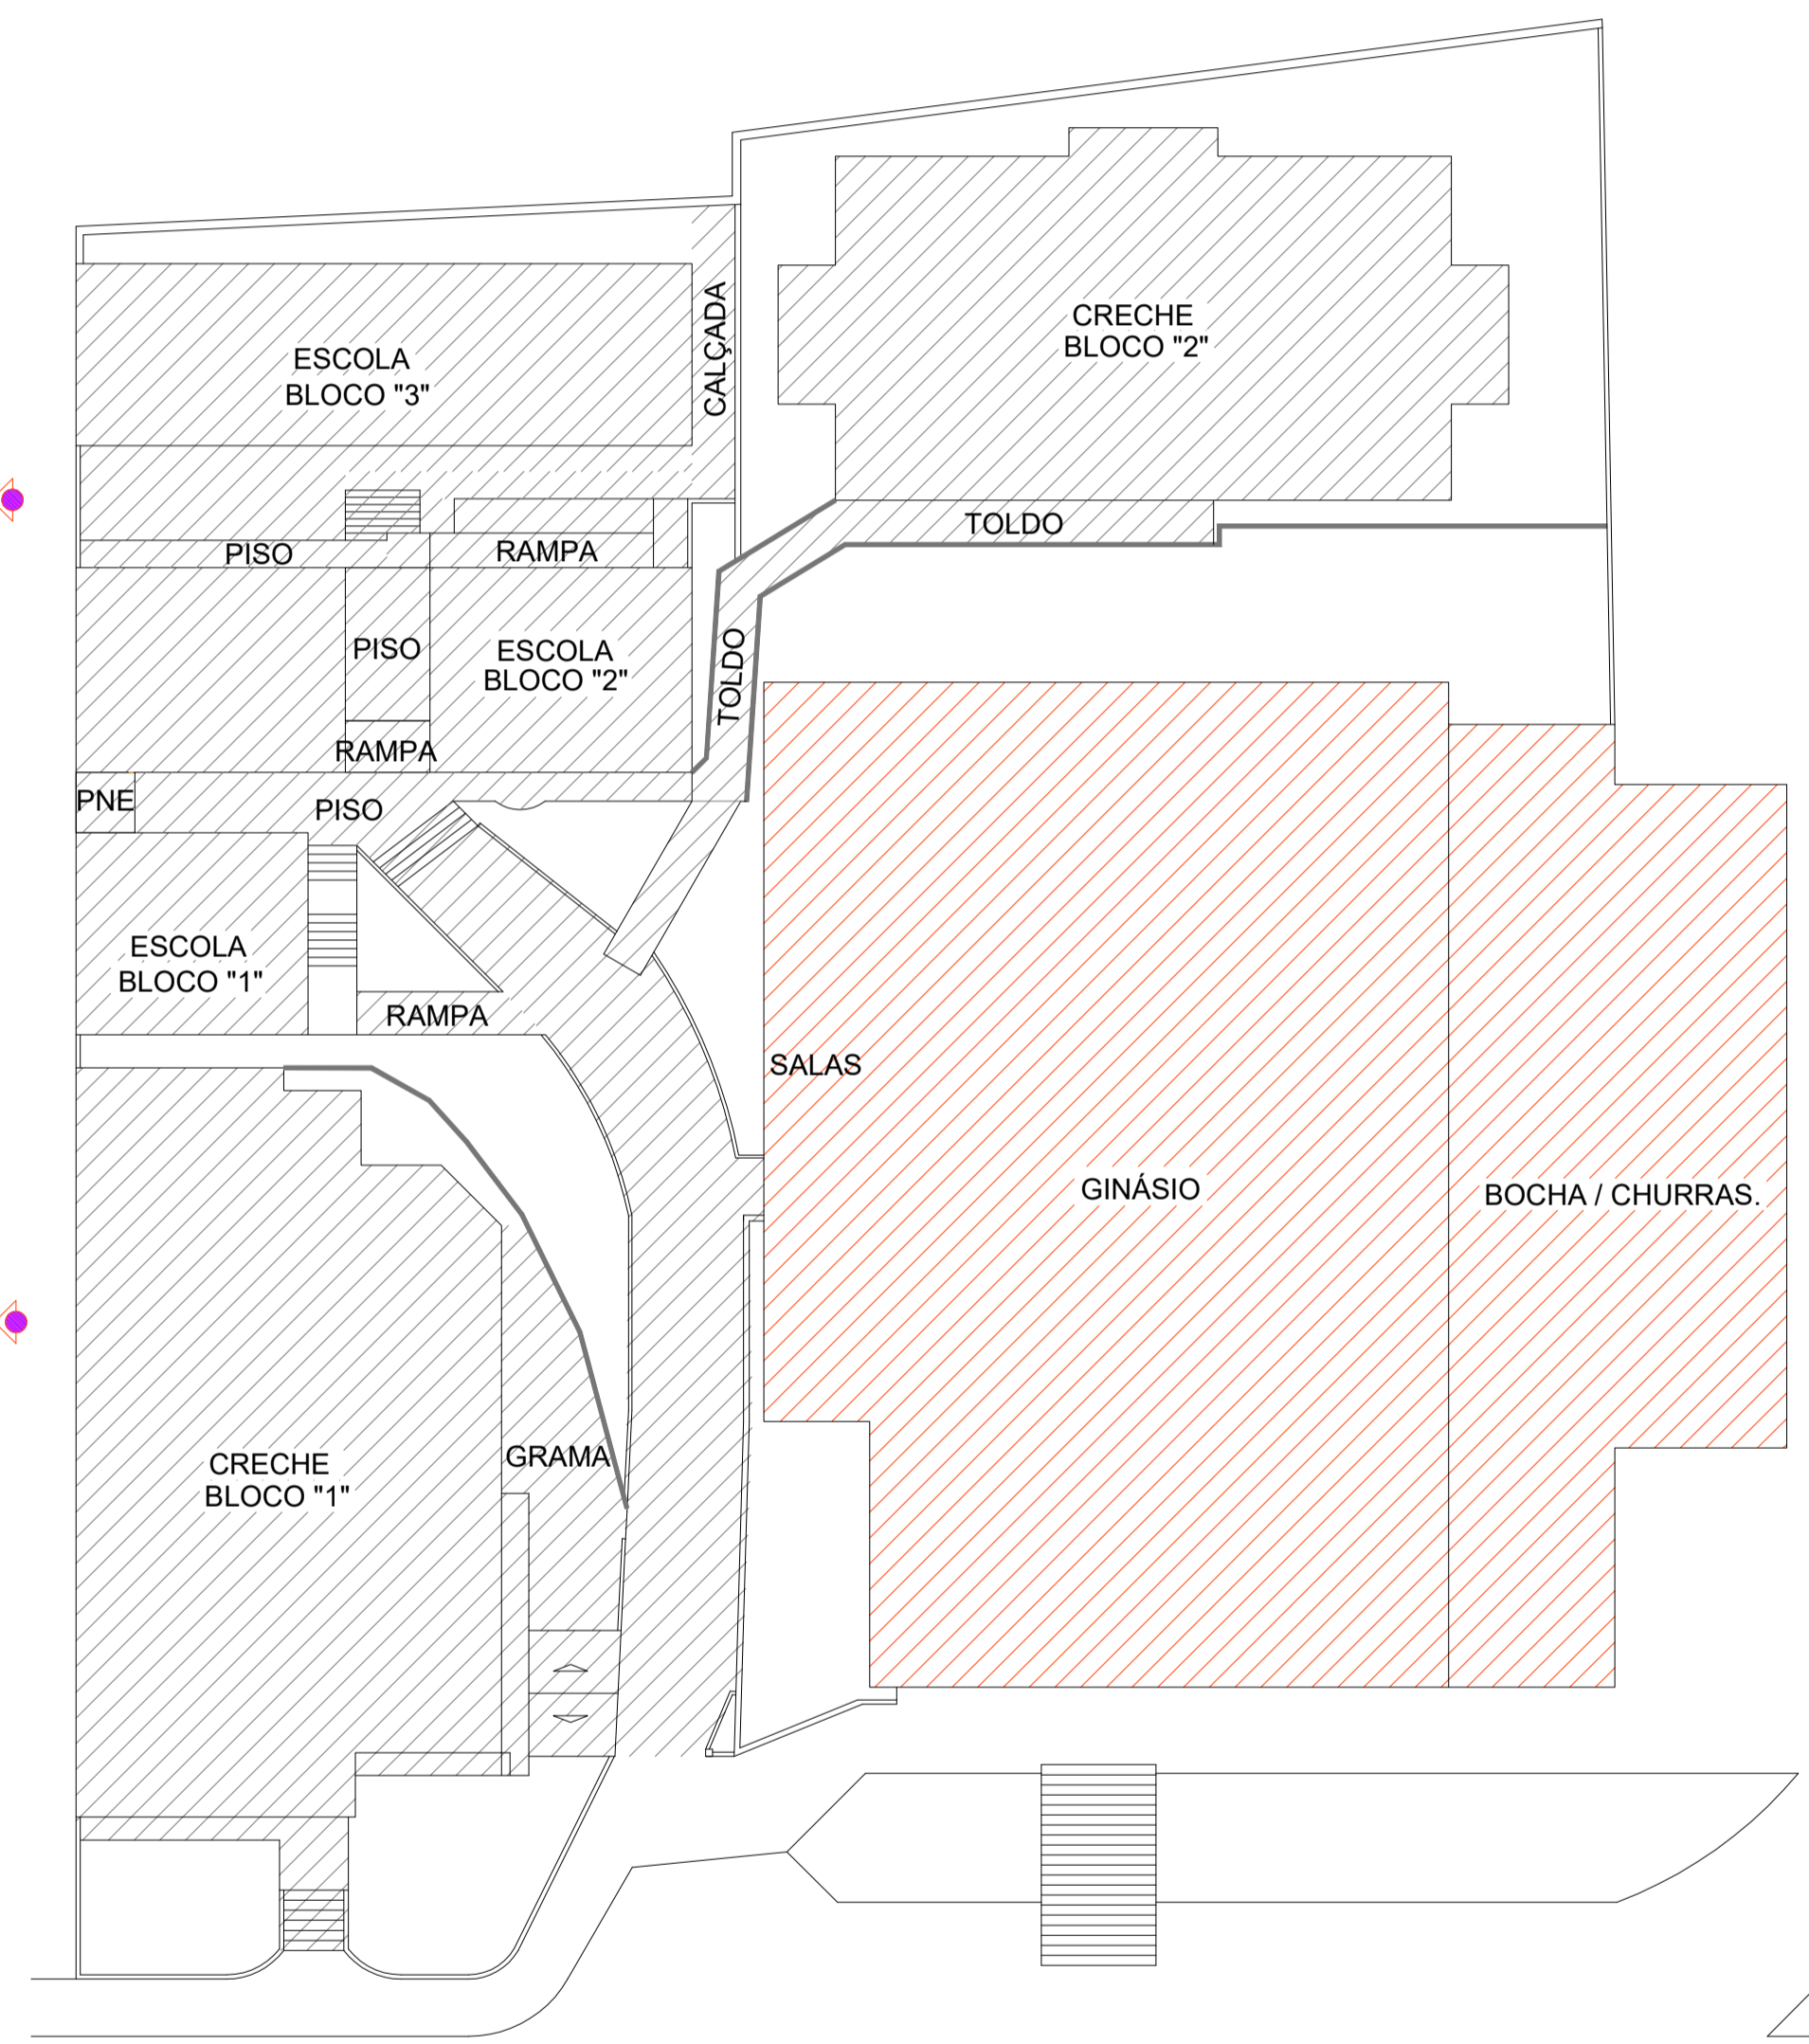 CRECHE
BLOCO "2"
CALÇADA
ESCOLA
BLOCO "3"
TOLDO
PISO
RAMPA
PISO
ESCOLA
BLOCO "2"
TOLDO
RAMPA
PNE
PISO
ESCOLA
BLOCO "1"
RAMPA
SALAS
GINÁSIO
BOCHA / CHURRAS.
GRAMA
CRECHE
BLOCO "1"